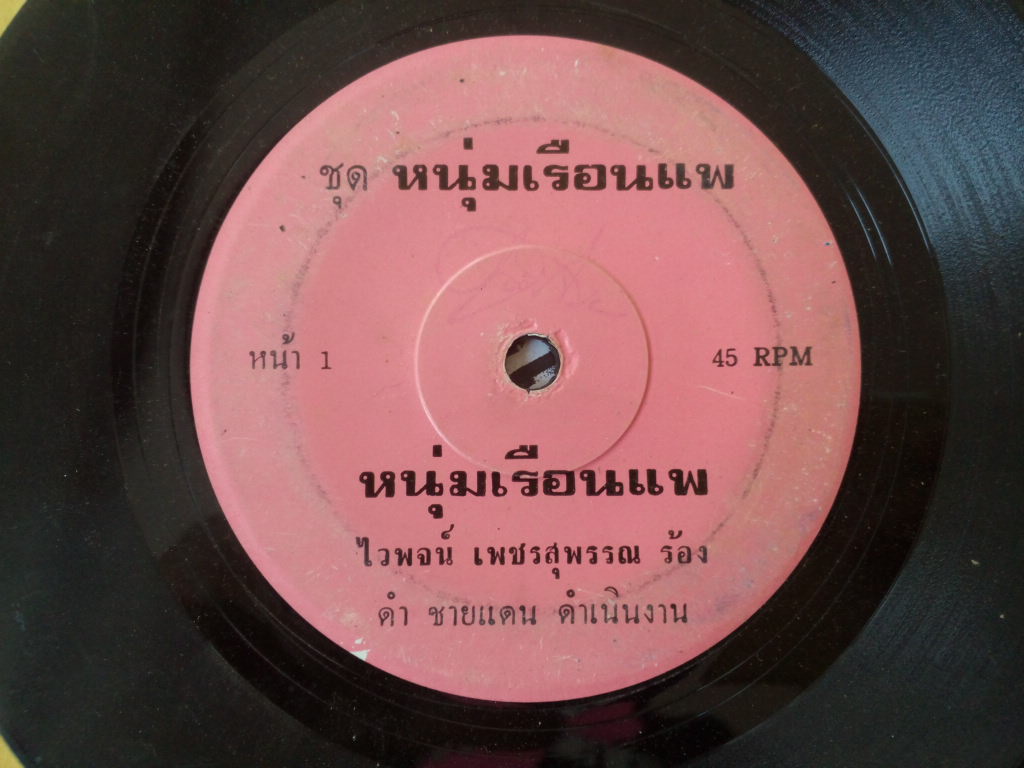 ชุด หนุ่มเรือนแพ
หน้า 1
45 RPM
หนุ่มเรือนแพ
ไวพจน์ เพชรสุพรรณ ร้อง
ดำ ชายแดน ดำเนินงาน